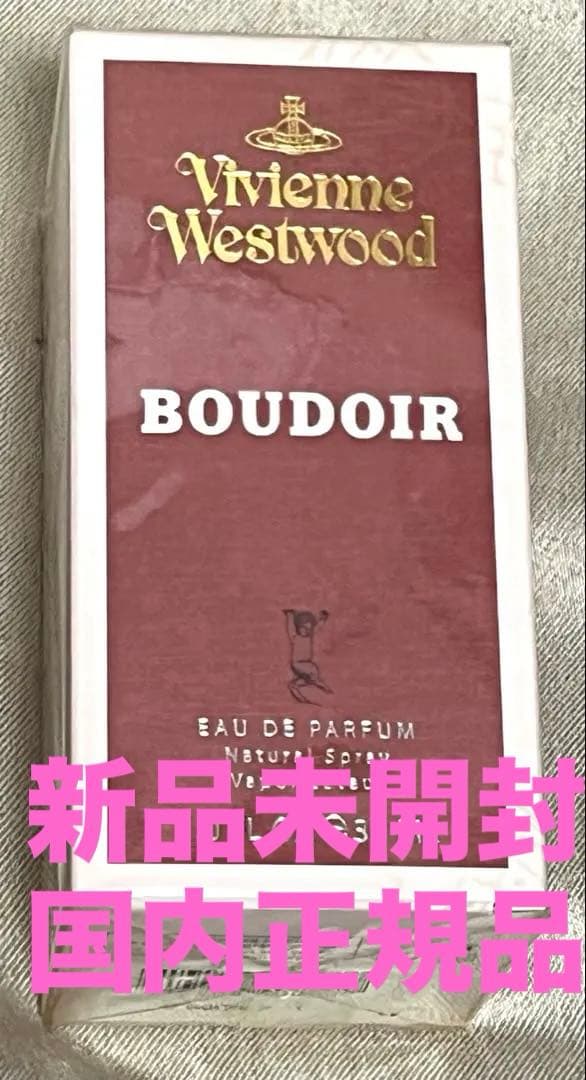 Vivienne
Westwood
BOUDOIR
EAU DE PARFUM
Natural Spray
新品未開封
国内正規品